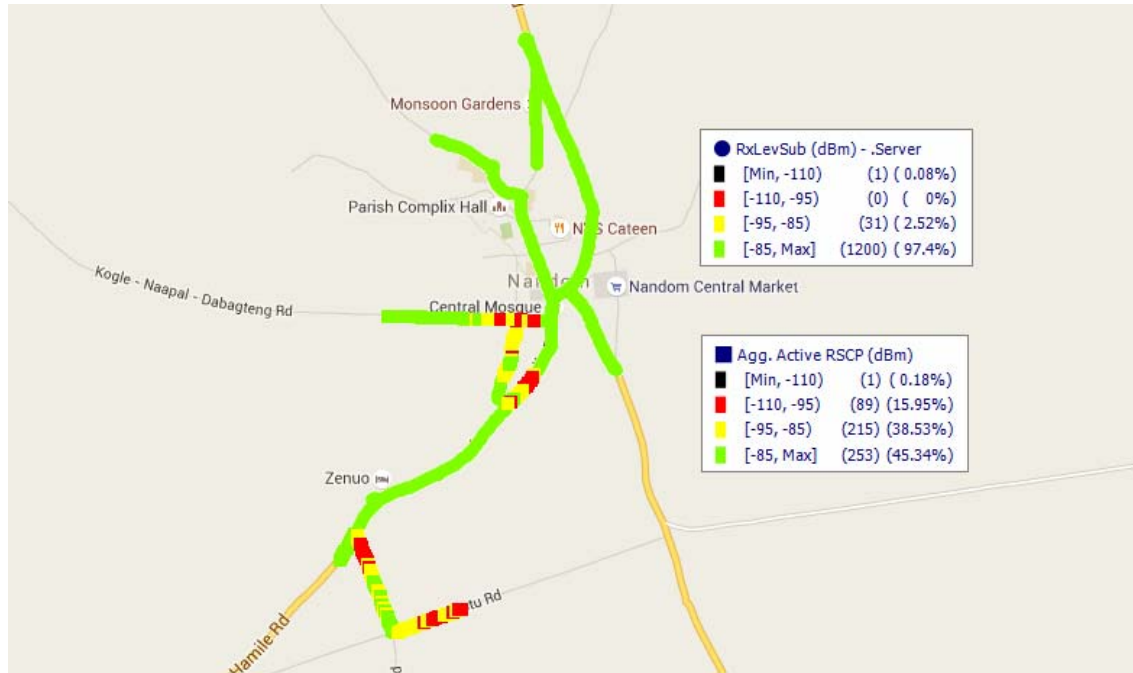 Monsoon Gardens
Parish Complix Hall
Cateen
Nandom Central Market
Kogle - Naapal - Dabagteng Rd
Central Mosque
Zenuo
Hamile Rd
Rd
RxLevSub (dBm) - .Server
[Min, -110) (1) ( 0.08%)
[-110, -95) (0) ( 0%)
[-95, -85) (31) ( 2.52%)
[-85, Max] (1200) ( 97.4%)
Agg. Active RSCP (dBm)
[Min, -110) (1) ( 0.18%)
[-110, -95) (89) (15.95%)
[-95, -85) (215) (38.53%)
[-85, Max] (253) (45.34%)